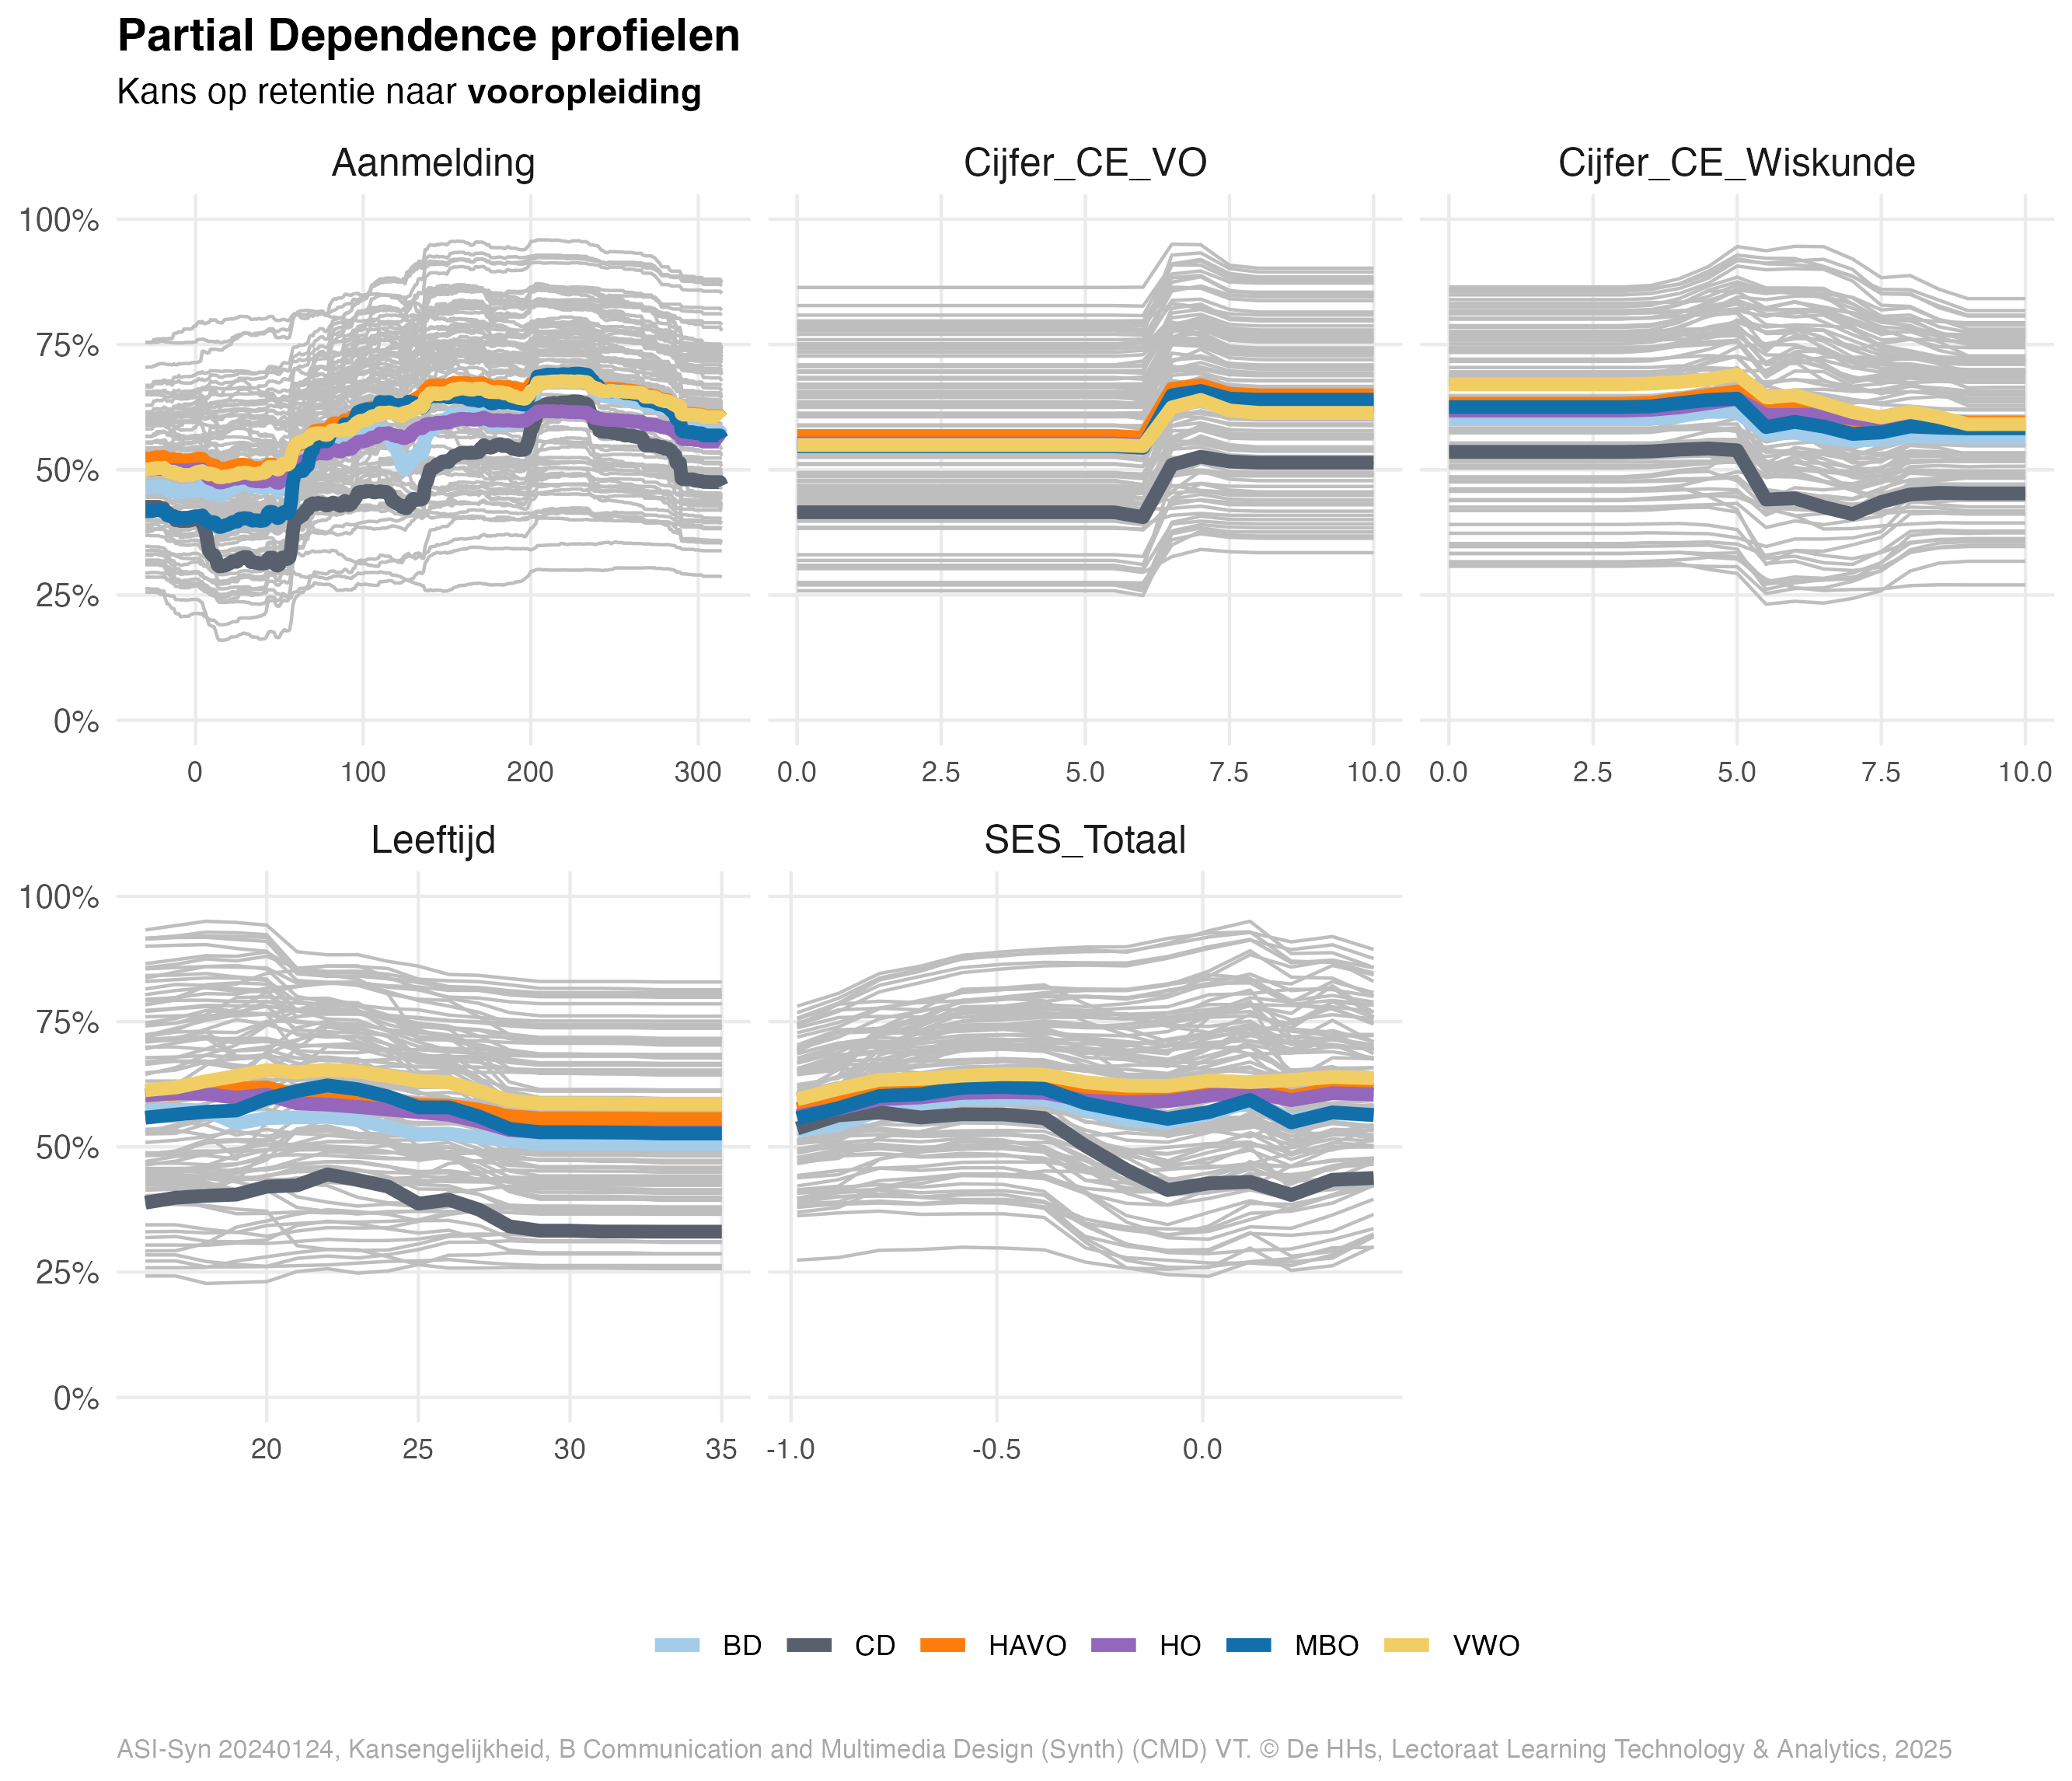 Partial Dependence profielen
Kans op retentie naar vooropleiding
Aanmelding
Cijfer_CE_VO
Cijfer_CE_Wiskunde
100%
75%
50%
25%
0%
0 100 200 300
0.0 2.5 5.0 7.5 10.0
0.0 2.5 5.0 7.5 10.0
Leeftijd
SES_Totaal
100%
75%
50%
25%
0%
20 25 30 35
-1.0 -0.5 0.0
BD CD HAVO HO MBO VWO
ASI-Syn 20240124, Kansengelijkheid, B Communication and Multimedia Design (Synth) (CMD) VT. © De HHs, Lectoraat Learning Technology & Analytics, 2025